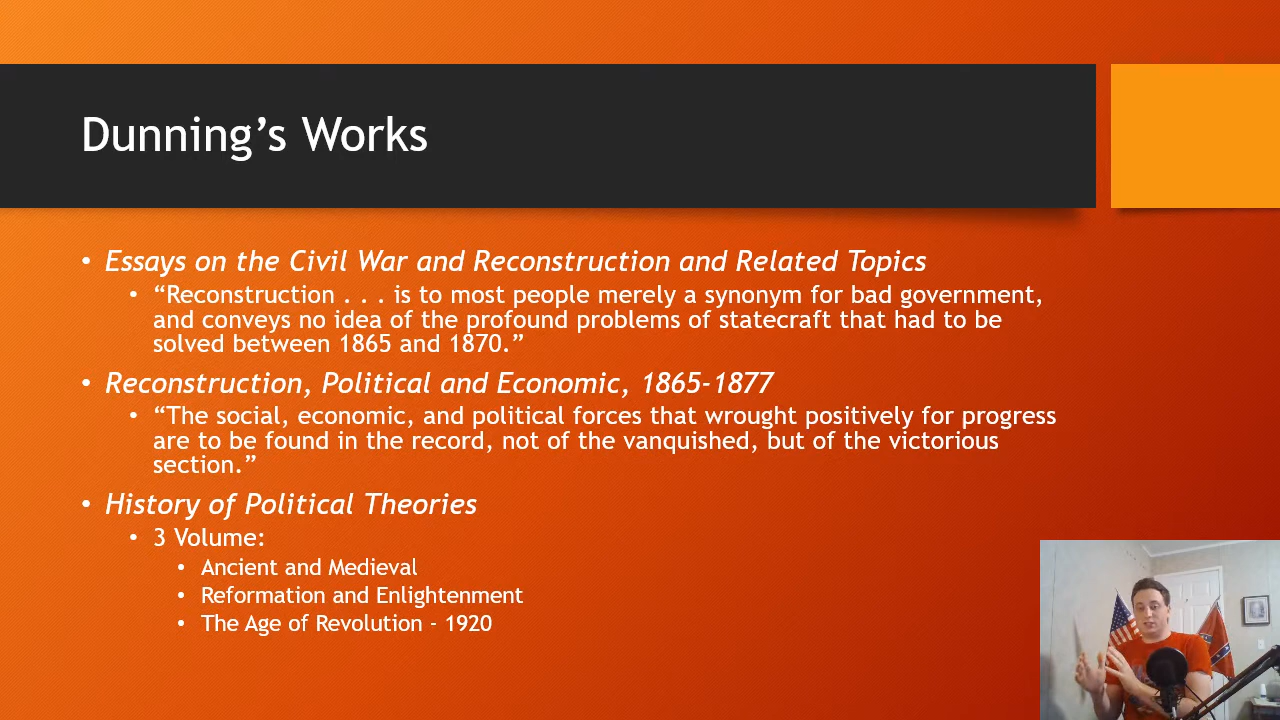 Dunning’s Works
• Essays on the Civil War and Reconstruction and Related Topics
• “Reconstruction . . . is to most people merely a synonym for bad government,
and conveys no idea of the profound problems of statecraft that had to be
solved between 1865 and 1870.”
• Reconstruction, Political and Economic, 1865-1877
• “The social, economic, and political forces that wrought positively for progress
are to be found in the record, not of the vanquished, but of the victorious
section.”
• History of Political Theories
• 3 Volume:
• Ancient and Medieval
• Reformation and Enlightenment
• The Age of Revolution - 1920